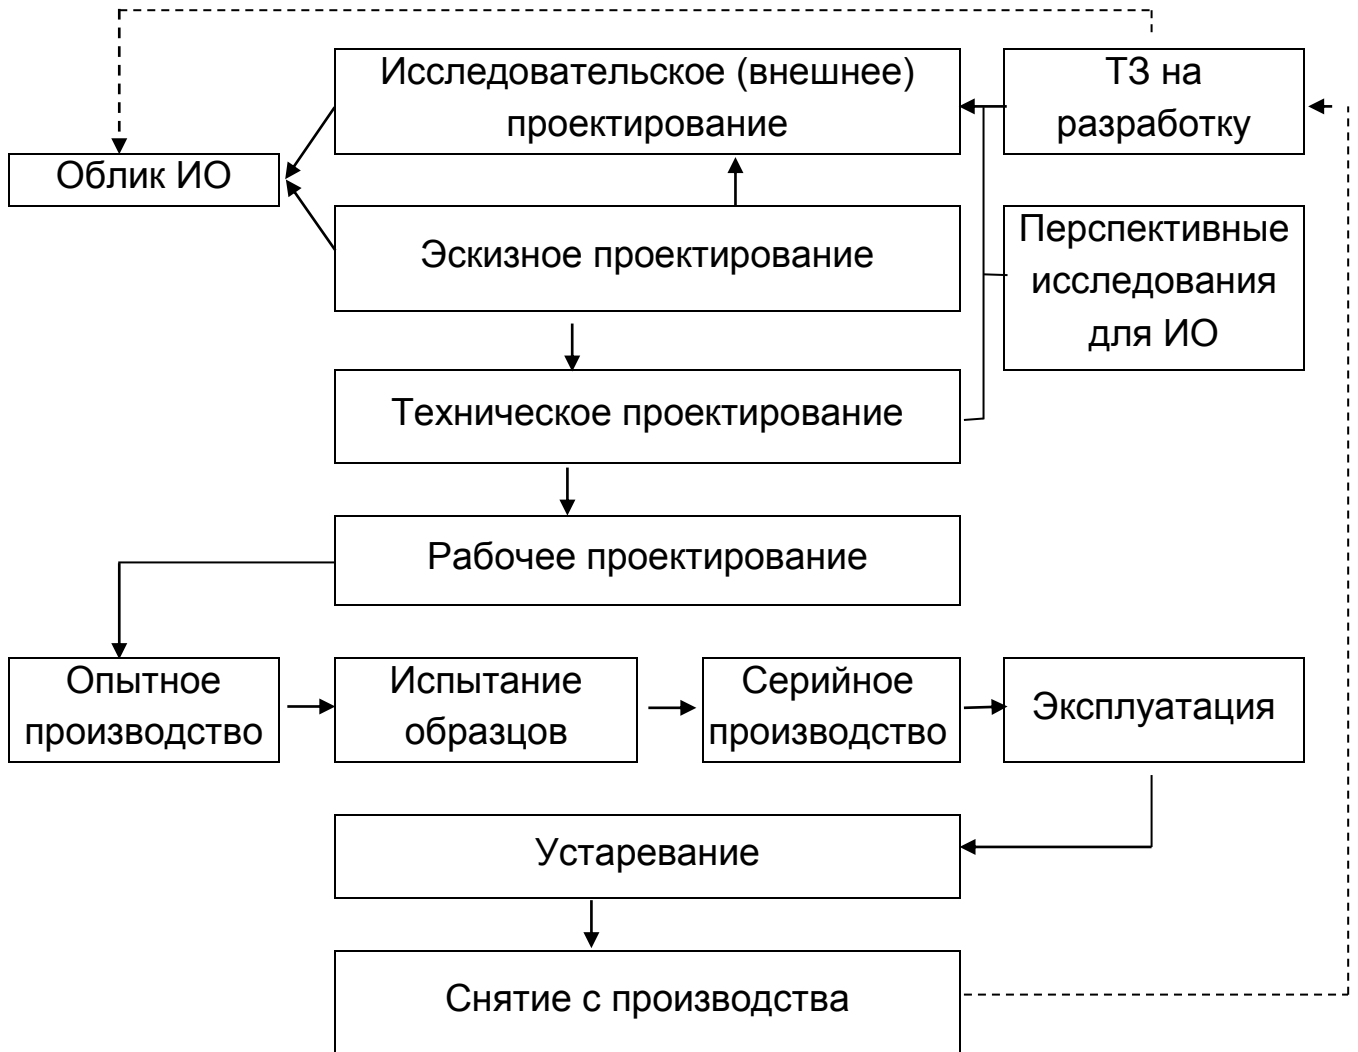 Исследовательское (внешнее)
проектирование
ТЗ на
разработку
Облик ИО
Эскизное проектирование
Перспективные
исследования
для ИО
Техническое проектирование
Рабочее проектирование
Опытное
производство
Испытание
образцов
Серийное
производство
Эксплуатация
Устаревание
Снятие с производства